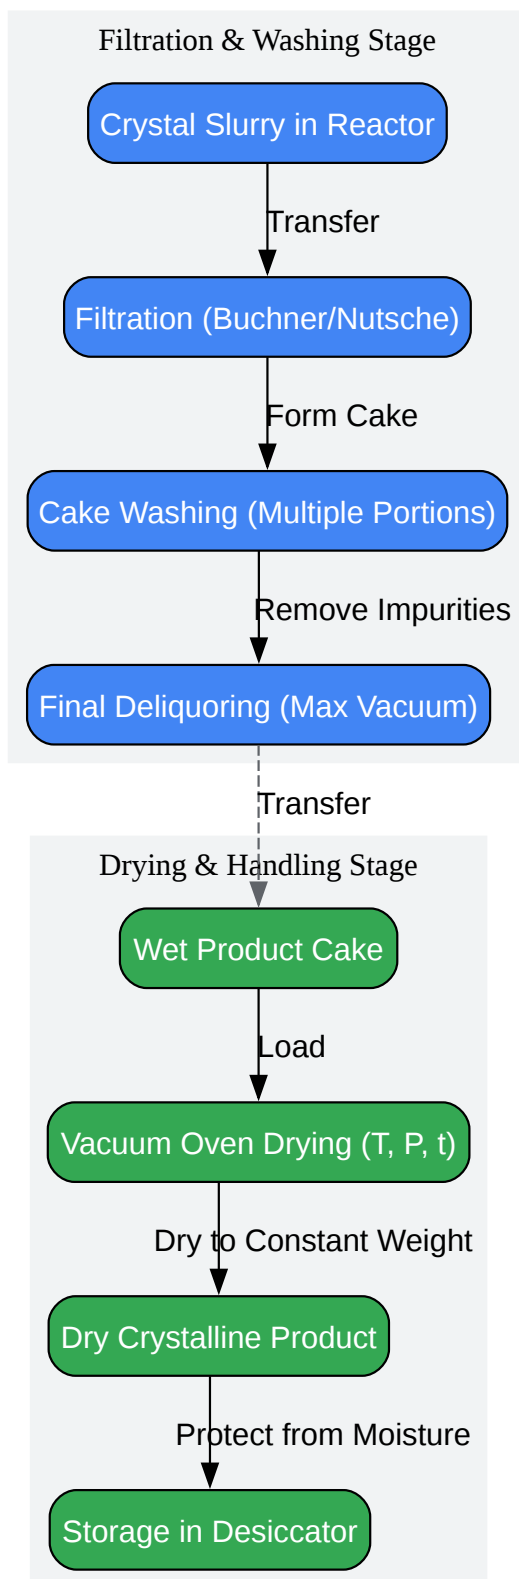 Filtration & Washing Stage
Crystal Slurry in Reactor
Transfer
Filtration (Buchner/Nutsche)
Form Cake
Cake Washing (Multiple Portions)
Remove Impurities
Final Deliquoring (Max Vacuum)
Transfer
Drying & Handling Stage
Wet Product Cake
Load
Vacuum Oven Drying (T, P, t)
Dry to Constant Weight
Dry Crystalline Product
Protect from Moisture
Storage in Desiccator